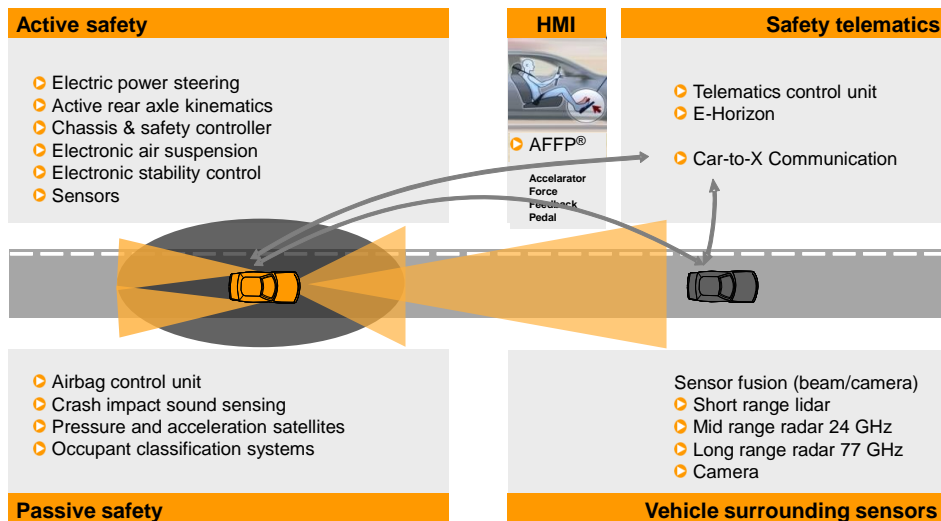 Active safety
Electric power steering
Active rear axle kinematics
Chassis & safety controller
Electronic air suspension
Electronic stability control
Sensors
HMI
AFFP®
Accelarator
Force
Feedback
Pedal
Safety telematics
Telematics control unit
E-Horizon
Car-to-X Communication
Airbag control unit
Crash impact sound sensing
Pressure and acceleration satellites
Occupant classification systems
Passive safety
Sensor fusion (beam/camera)
Short range lidar
Mid range radar 24 GHz
Long range radar 77 GHz
Camera
Vehicle surrounding sensors